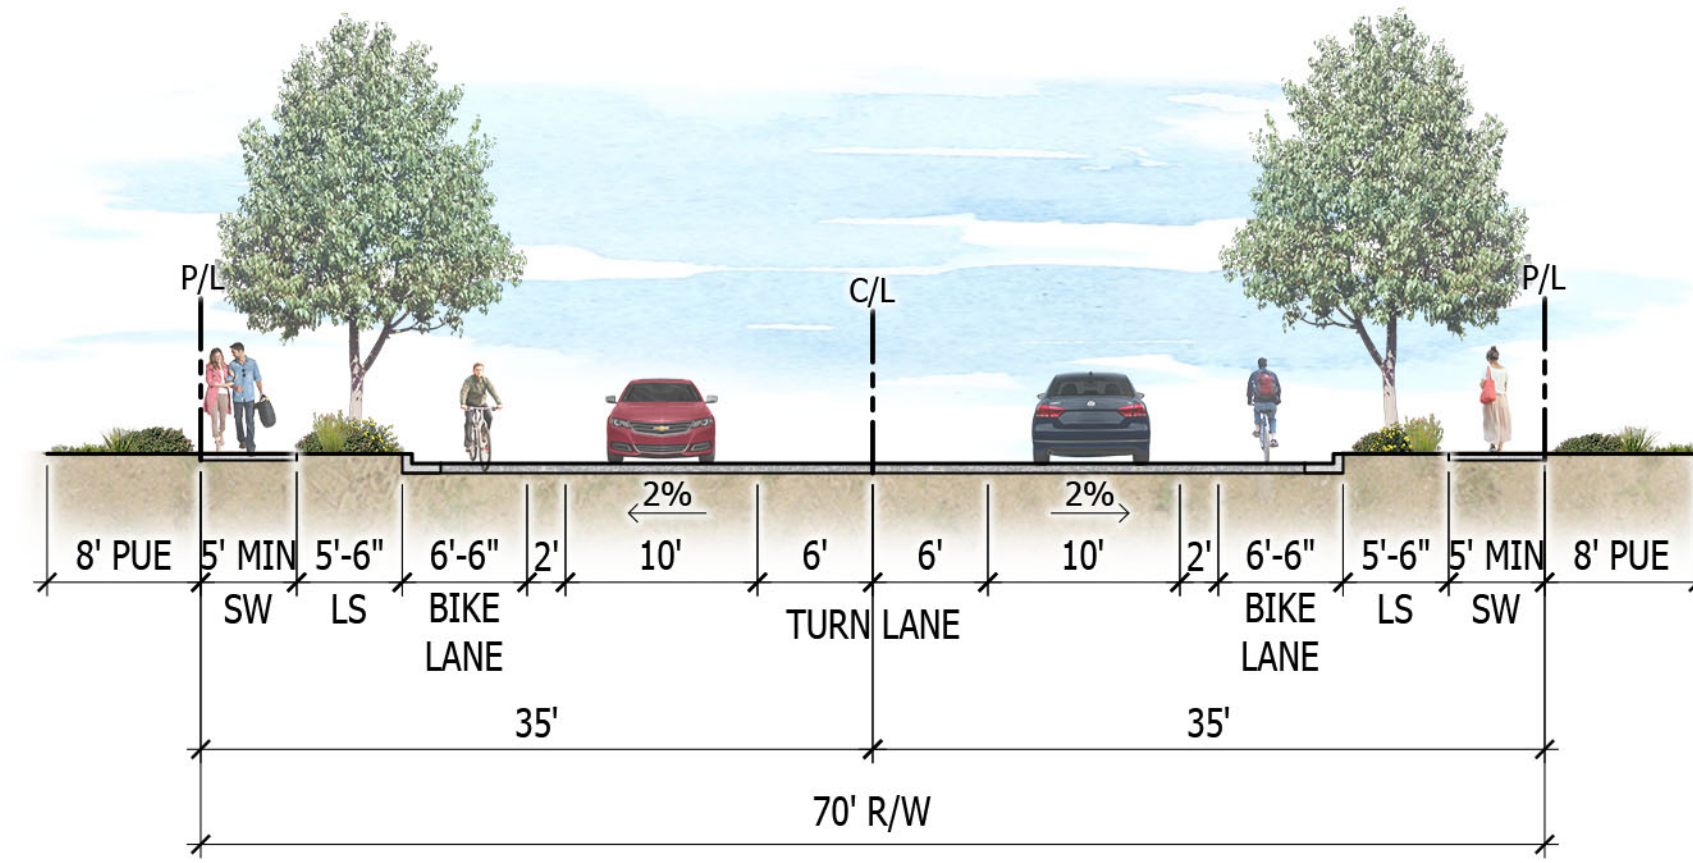 P/L
C/L
P/L
2%
2%
8' PUE 5' MIN 5'-6" 6'-6" 2' 10' 6' 6' 10' 2' 6'-6" 5'-6" 5' MIN 8' PUE
SW LS BIKE LANE TURN LANE BIKE LANE LS SW
35' 35'
70' R/W